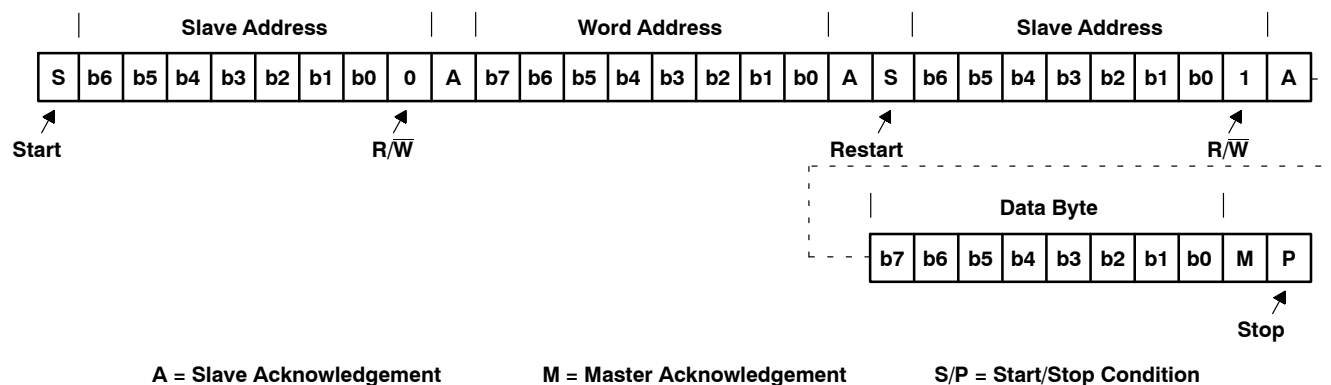 Slave Address Word Address Slave Address
S b6 b5 b4 b3 b2 b1 b0 0 A b7 b6 b5 b4 b3 b2 b1 b0 A S b6 b5 b4 b3 b2 b1 b0 1 A
Start R/W̅ Restart R/W̅
Data Byte
b7 b6 b5 b4 b3 b2 b1 b0 M P
Stop
A = Slave Acknowledgement M = Master Acknowledgement S/P = Start/Stop Condition